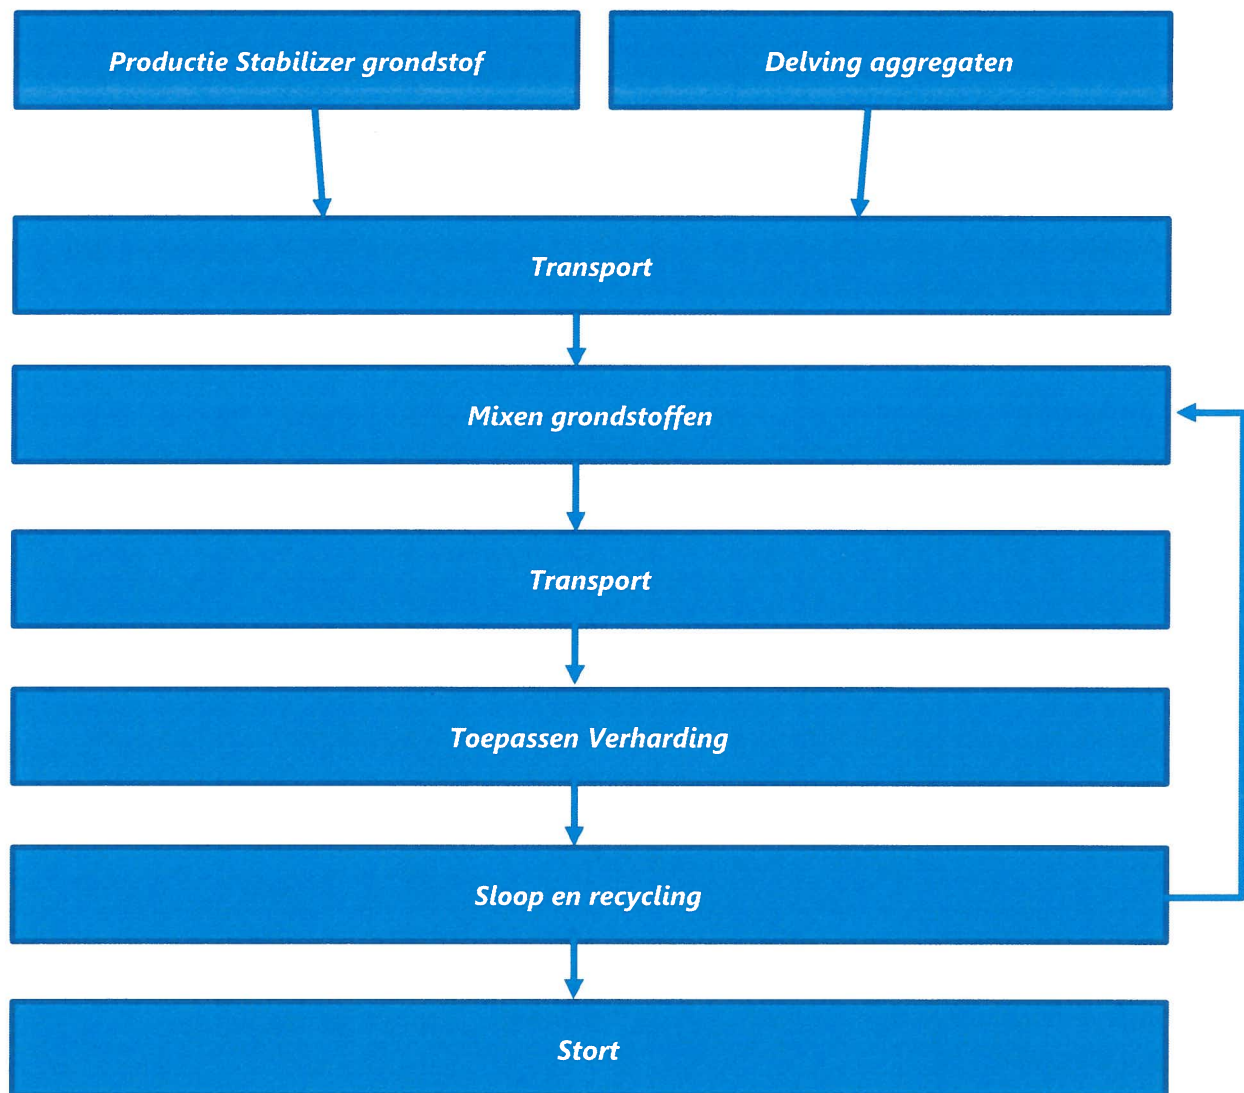 Productie Stabilizer grondstof
Delving aggregaten
Transport
Mixen grondstoffen
Transport
Toepassen Verharding
Sloop en recycling
Stort